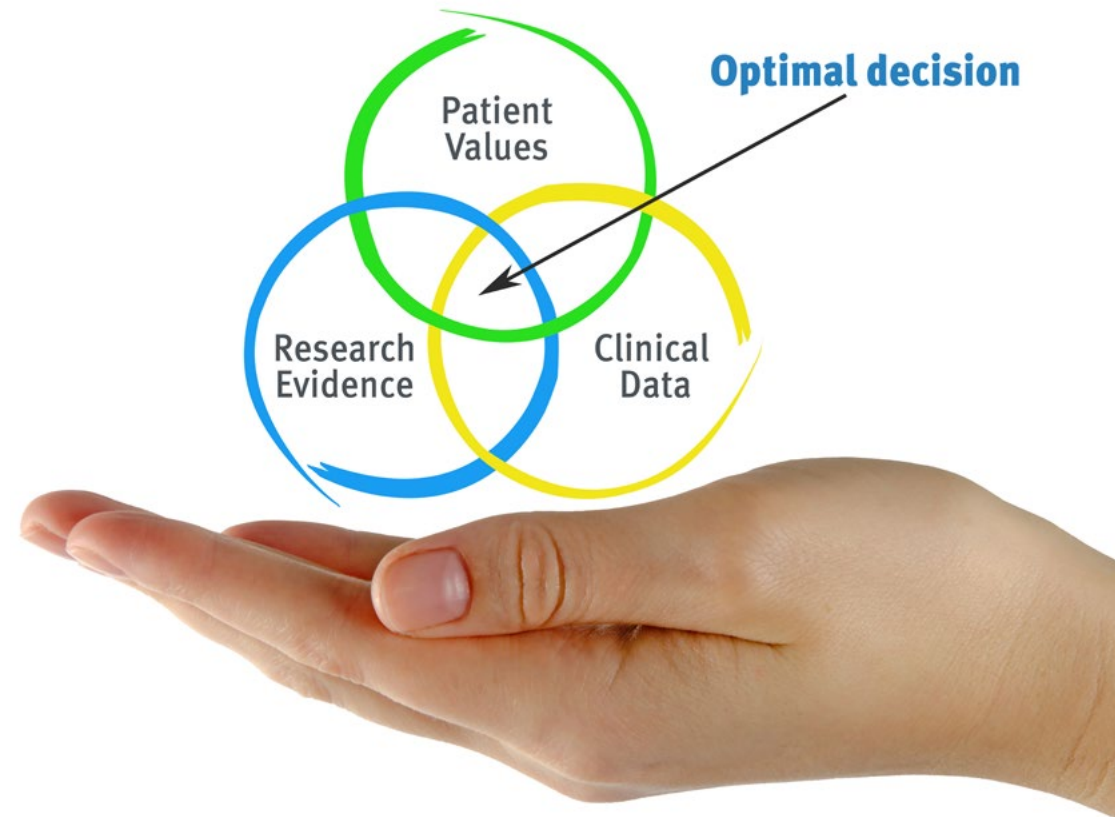 Optimal decision
Patient
Values
Research
Evidence
Clinical
Data